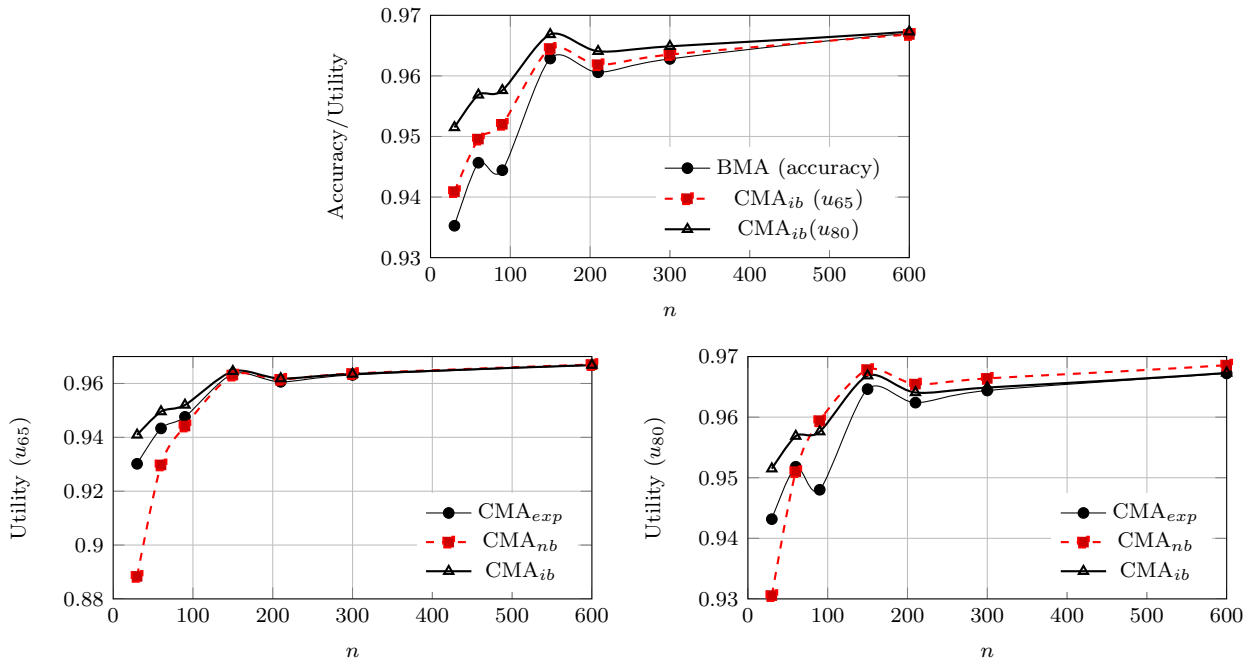 0.97
0.96
0.95
0.94
0.93
Accuracy/Utility
BMA (accuracy)
CMA_ib (u_65)
CMA_ib(u_80)
0 100 200 300 400 500 600
n
0.96
0.94
0.92
0.9
0.88
Utility (u_65)
CMA_exp
CMA_nb
CMA_ib
0 100 200 300 400 500 600
n
0.97
0.96
0.95
0.94
0.93
Utility (u_80)
CMA_exp
CMA_nb
CMA_ib
0 100 200 300 400 500 600
n